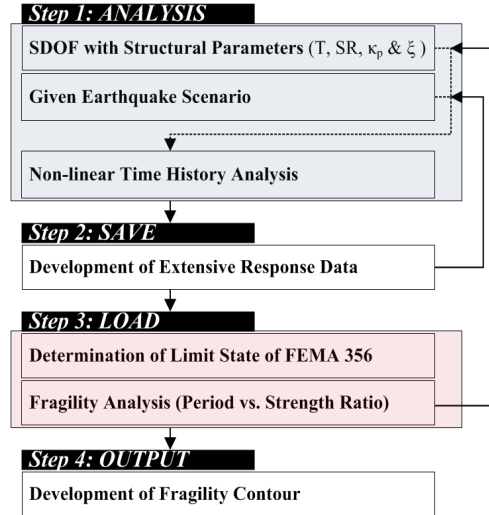 Step 1: ANALYSIS
SDOF with Structural Parameters (T, SR, κp & ξ )
Given Earthquake Scenario
Non-linear Time History Analysis
Step 2: SAVE
Development of Extensive Response Data
Step 3: LOAD
Determination of Limit State of FEMA 356
Fragility Analysis (Period vs. Strength Ratio)
Step 4: OUTPUT
Development of Fragility Contour